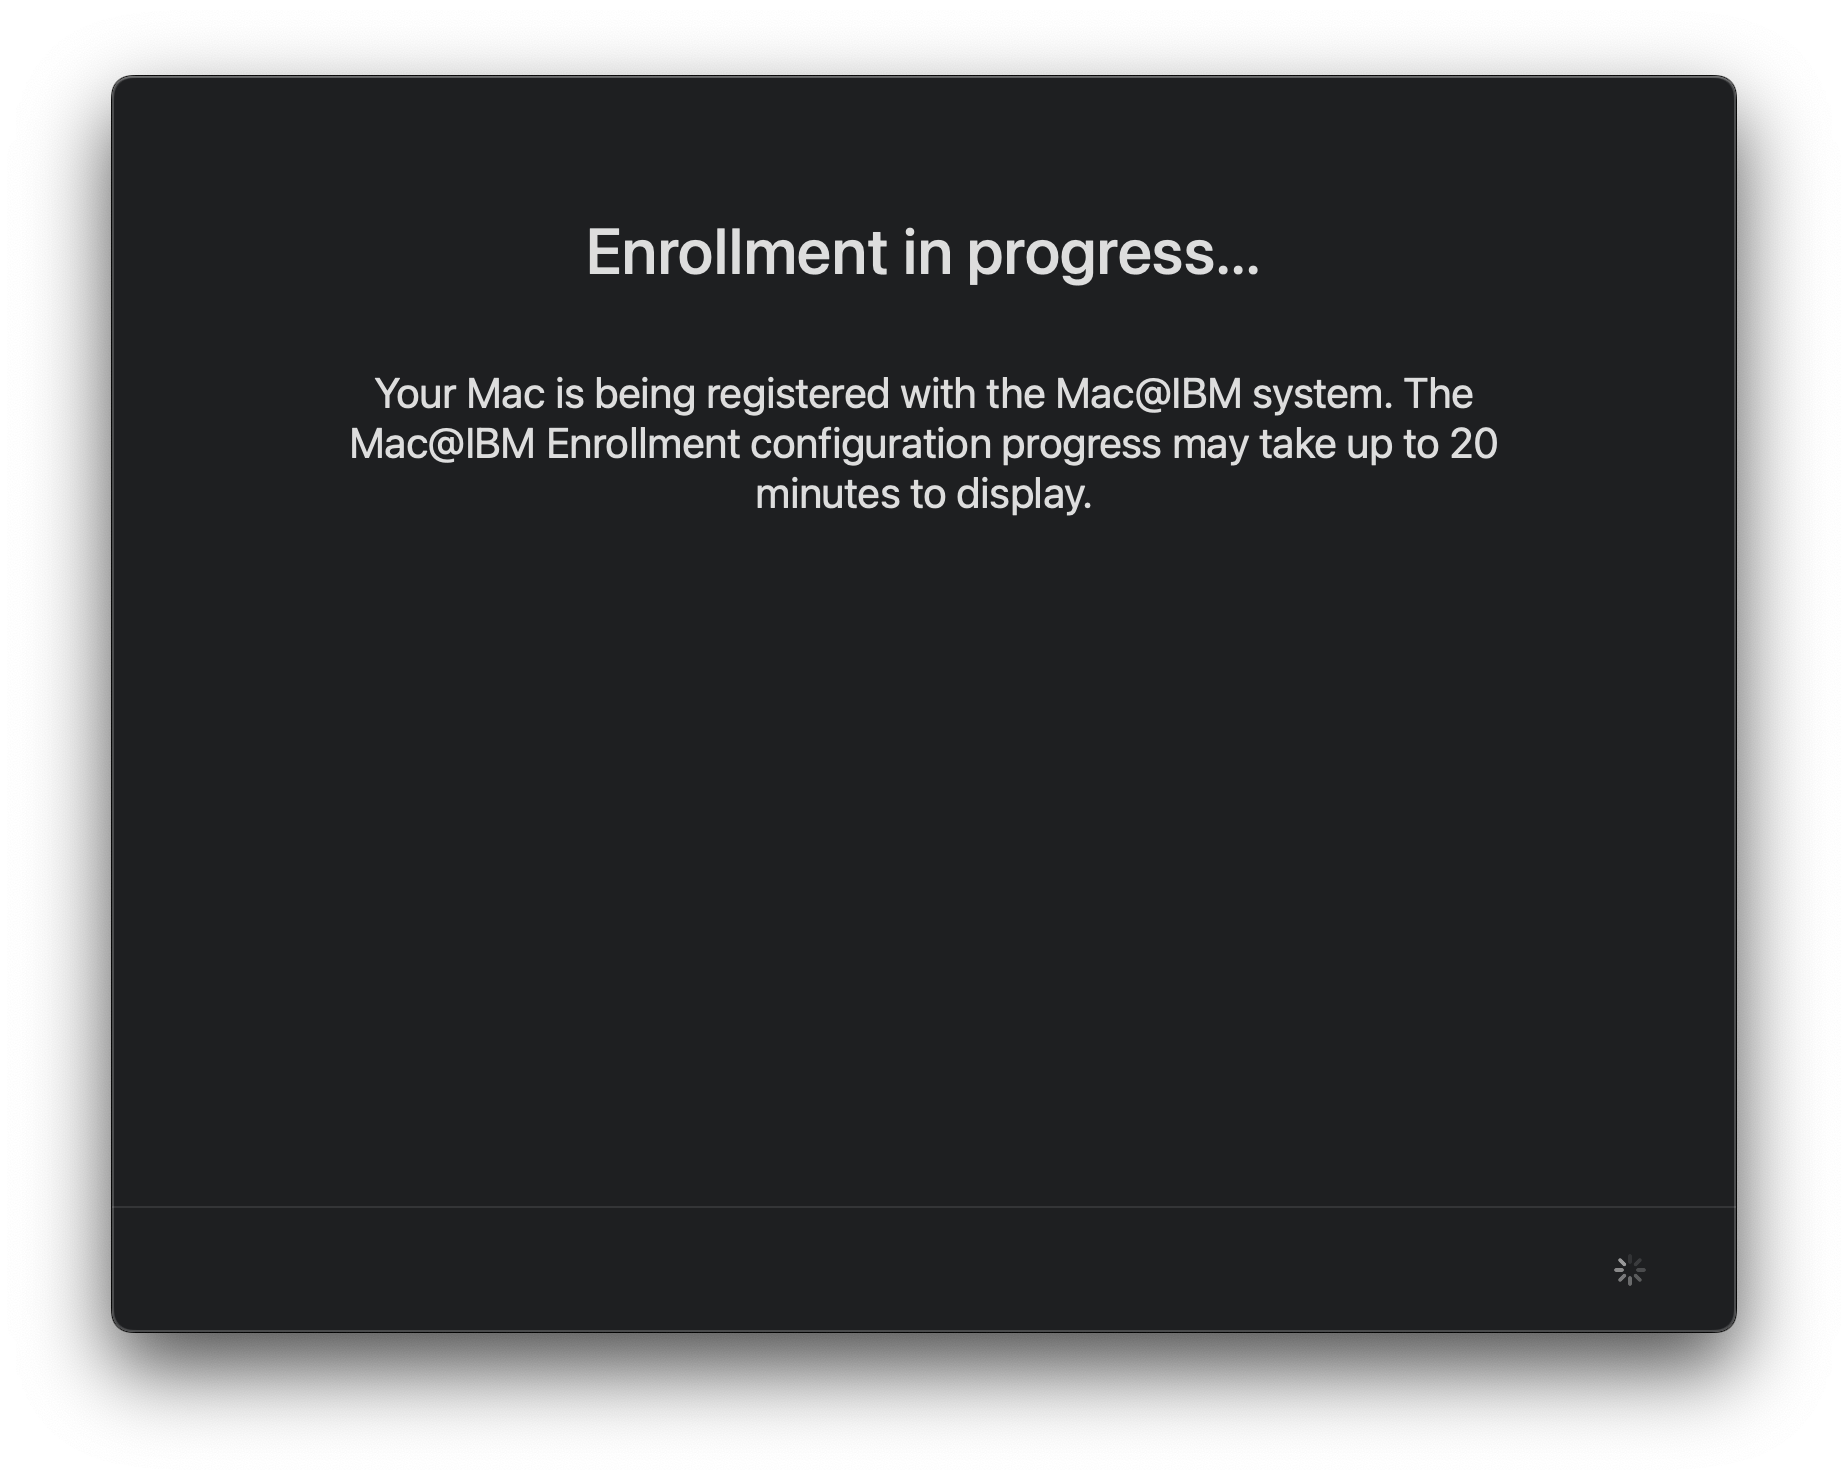 Enrollment in progress...
Your Mac is being registered with the Mac@IBM system. The
Mac@IBM Enrollment configuration progress may take up to 20
minutes to display.